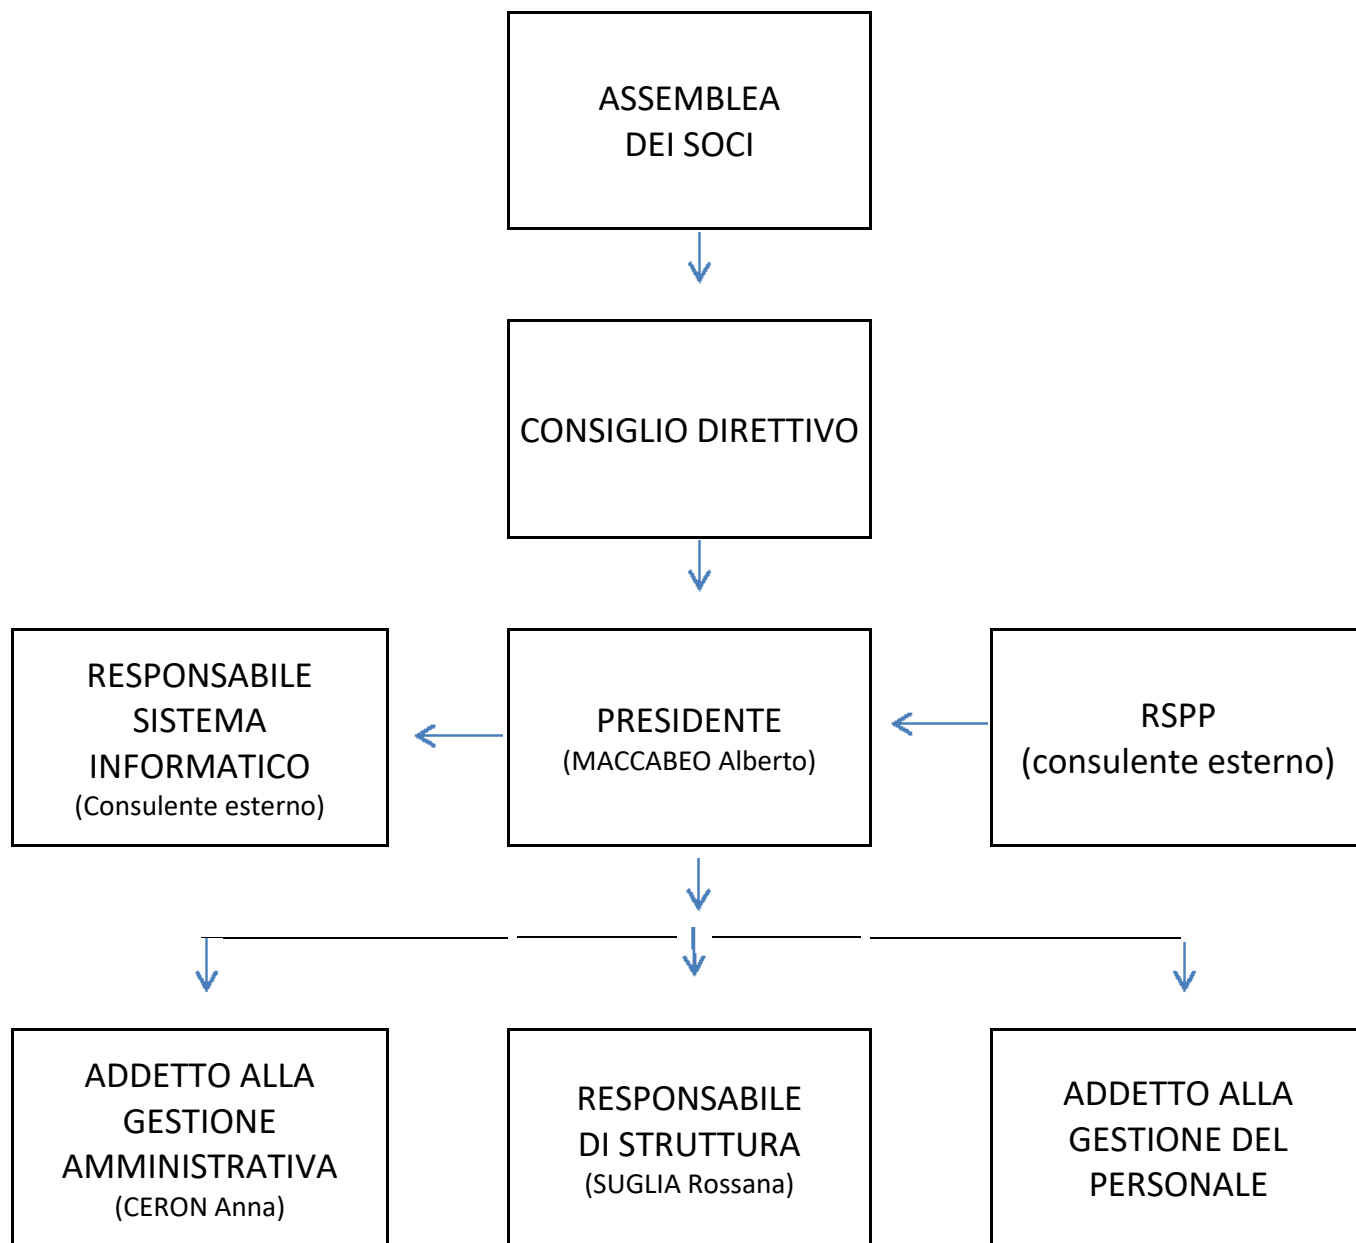 ASSEMBLEA
DEI SOCI
CONSIGLIO DIRETTIVO
RESPONSABILE
SISTEMA
INFORMATICO
(Consulente esterno)
PRESIDENTE
(MACCABEO Alberto)
RSPP
(consulente esterno)
ADDETTO ALLA
GESTIONE
AMMINISTRATIVA
(CERON Anna)
RESPONSABILE
DI STRUTTURA
(SUGLIA Rossana)
ADDETTO ALLA
GESTIONE DEL
PERSONALE